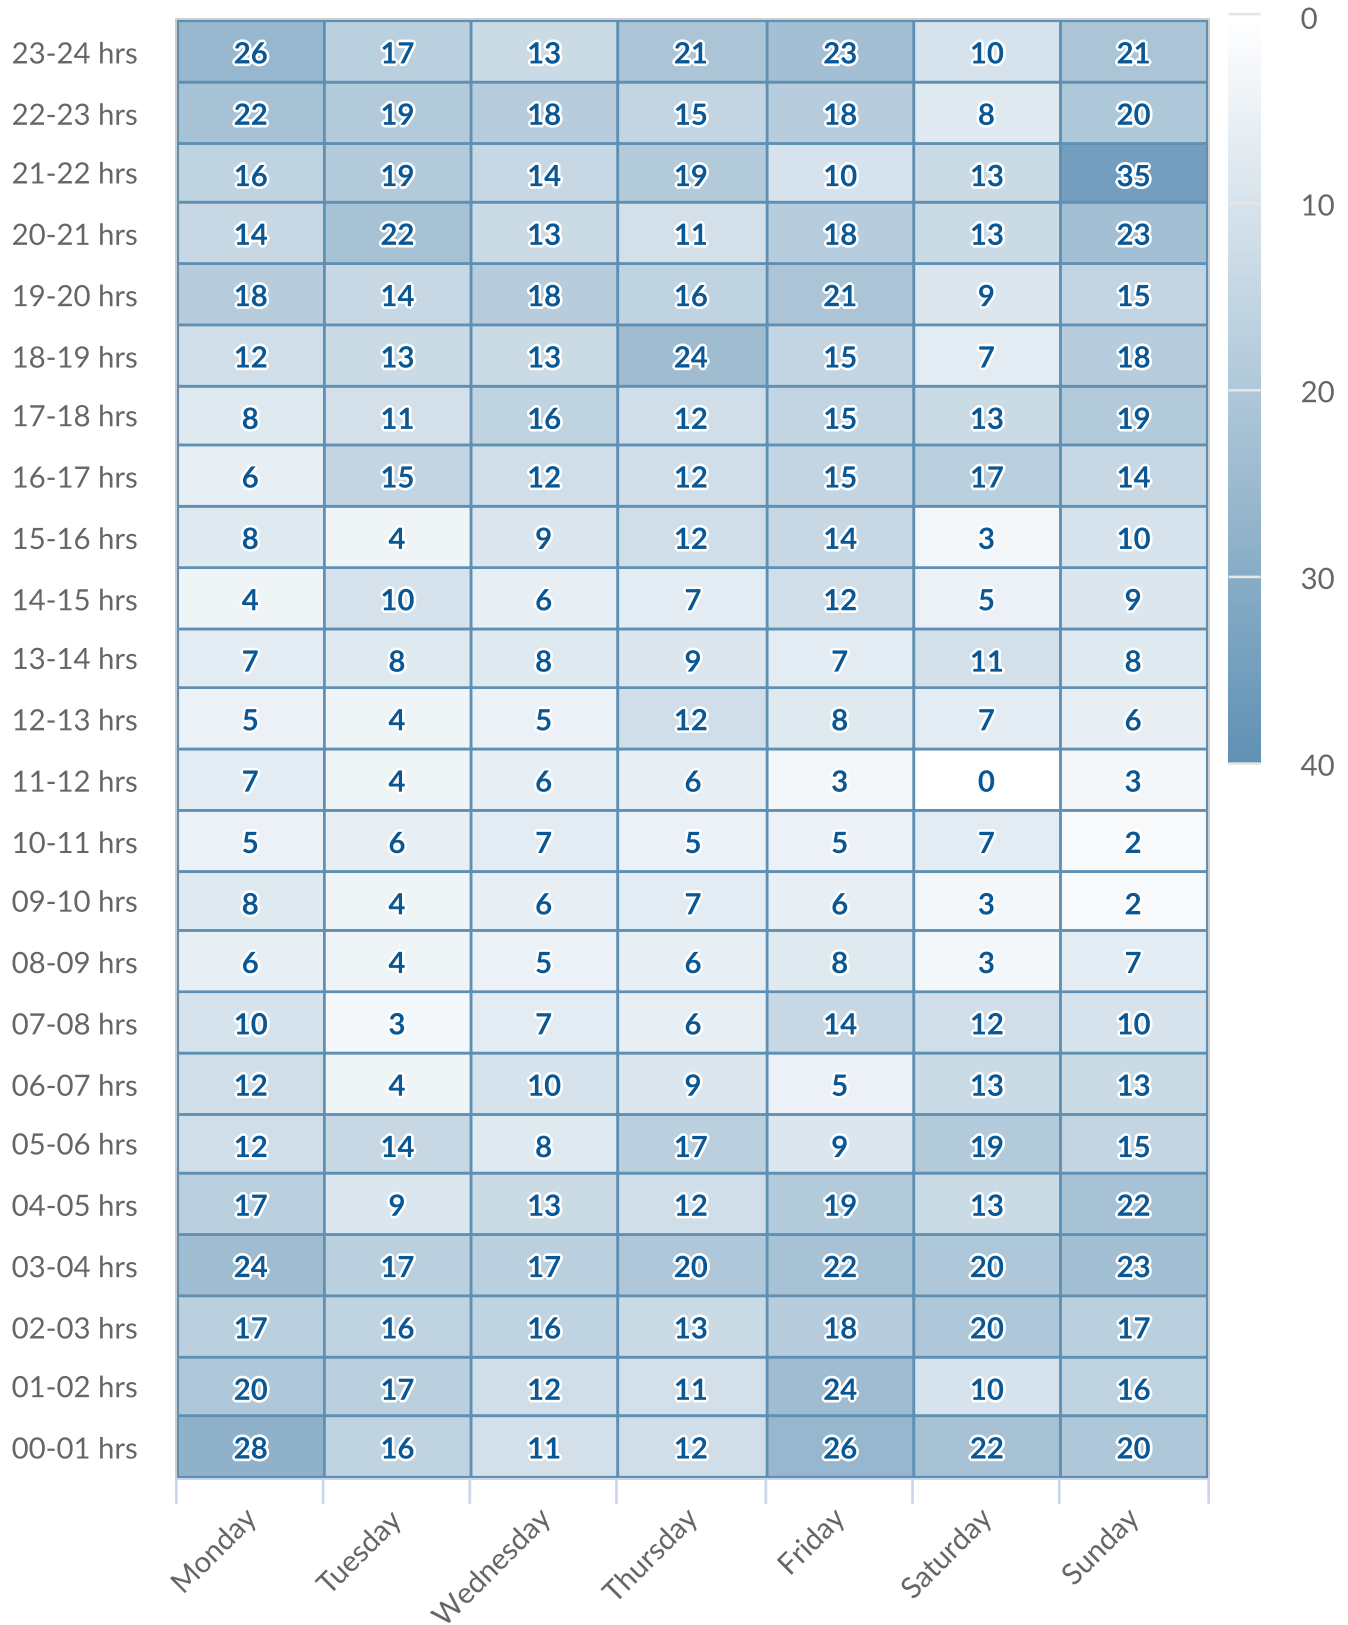 23-24 hrs 26 17 13 21 23 10 21 0
22-23 hrs 22 19 18 15 18 8 20
21-22 hrs 16 19 14 19 10 13 35 10
20-21 hrs 14 22 13 11 18 13 23
19-20 hrs 18 14 18 16 21 9 15
18-19 hrs 12 13 13 24 15 7 18 20
17-18 hrs 8 11 16 12 15 13 19
16-17 hrs 6 15 12 12 15 17 14
15-16 hrs 8 4 9 12 14 3 10
14-15 hrs 4 10 6 7 12 5 9 30
13-14 hrs 7 8 8 9 7 11 8
12-13 hrs 5 4 5 12 8 7 6
11-12 hrs 7 4 6 6 3 0 3 40
10-11 hrs 5 6 7 5 5 7 2
09-10 hrs 8 4 6 7 6 3 2
08-09 hrs 6 4 5 6 8 3 7
07-08 hrs 10 3 7 6 14 12 10
06-07 hrs 12 4 10 9 5 13 13
05-06 hrs 12 14 8 17 9 19 15
04-05 hrs 17 9 13 12 19 13 22
03-04 hrs 24 17 17 20 22 20 23
02-03 hrs 17 16 16 13 18 20 17
01-02 hrs 20 17 12 11 24 10 16
00-01 hrs 28 16 11 12 26 22 20
Monday Tuesday Wednesday Thursday Friday Saturday Sunday